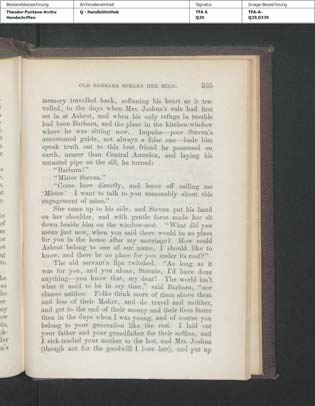 Bestandsbezeichnung
Archivalieneinheit
Signatur
Image-Bezeichnung
Theodor-Fontane-Archiv
Handschriften
Q - Handbibliothek
TFA A
Q29
TFA-A-
Q29,G339
OLD BARBARA SPEAKS HER MIND. 355
memory travelled back, softening his heart as it tra-
velled, to the days when Mrs. Joshua's rule had first
set in at Ashcot, and when his only refuge in trouble
had been Barbara, and the place in the kitchen-window
where he was sitting now. Impulse—poor Steven's
accustomed guide, not always a false one—bade him
speak truth out to this best friend he possessed on
earth, nearer than Central America, and laying his
untasted pipe on the sill, he turned:
"Barbara!"
"Mister Steven."
"Come here directly, and leave off calling me
'Mister.' I want to talk to you reasonably about this
engagement of mine."
She came up to his side, and Steven put his hand
on her shoulder, and with gentle force made her sit
down beside him on the window-seat. "What did you
mean just now, when you said there would be no place
for you in the house after my marriage? How could
Ashcot belong to one of our name, I should like to
know, and there be no place for you under its roof?"
The old servant's lips twitched. "As long as it
was for you, and you alone, Steenie, I'd have done
anything—you know that, my dear! The world isn't
what it used to be in my time," said Barbara, "nor
classes neither. Folks think more of them above them
and less of their Maker, and do travel and moither,
and get to the end of their money and their lives faster
than in the days when I was young, and of course you
belong to your generation like the rest. I laid out
your father and your grandfather for their coffins, and
I sick-tended your mother to the last, and Mrs. Joshua
(though not for the goodwill I bore her), and put up